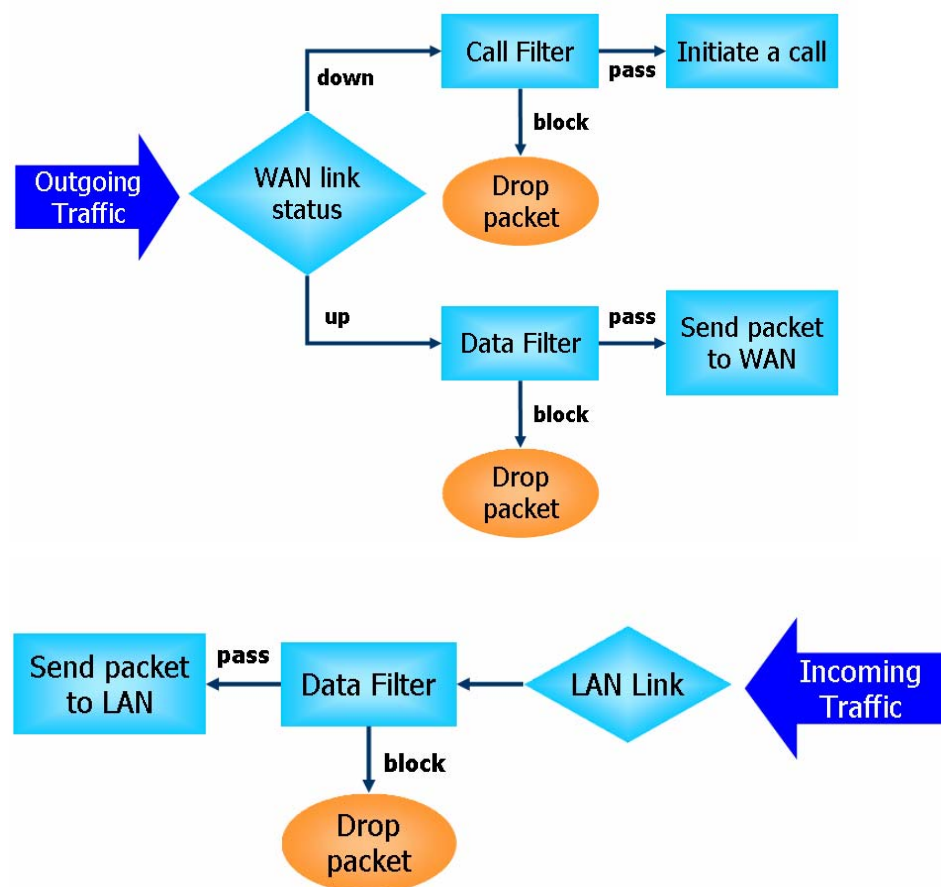 Outgoing
Traffic
WAN link
status
down
Call Filter
pass
Initiate a call
block
Drop
packet
up
Data Filter
pass
Send packet
to WAN
block
Drop
packet
Incoming
Traffic
LAN Link
Data Filter
pass
Send packet
to LAN
block
Drop
packet